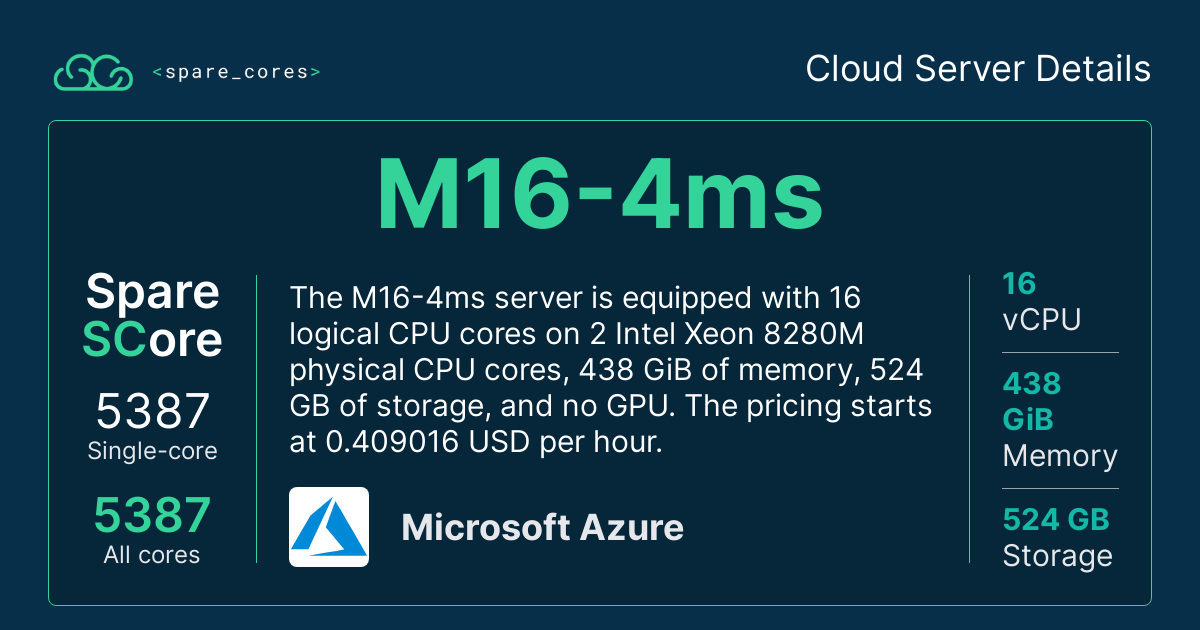 <spare_cores>
Cloud Server Details
M16-4ms
Spare
SCore
5387
Single-core
5387
All cores
The M16-4ms server is equipped with 16
logical CPU cores on 2 Intel Xeon 8280M
physical CPU cores, 438 GiB of memory, 524
GB of storage, and no GPU. The pricing starts
at 0.409016 USD per hour.
Microsoft Azure
16
vCPU
438
GiB
Memory
524 GB
Storage